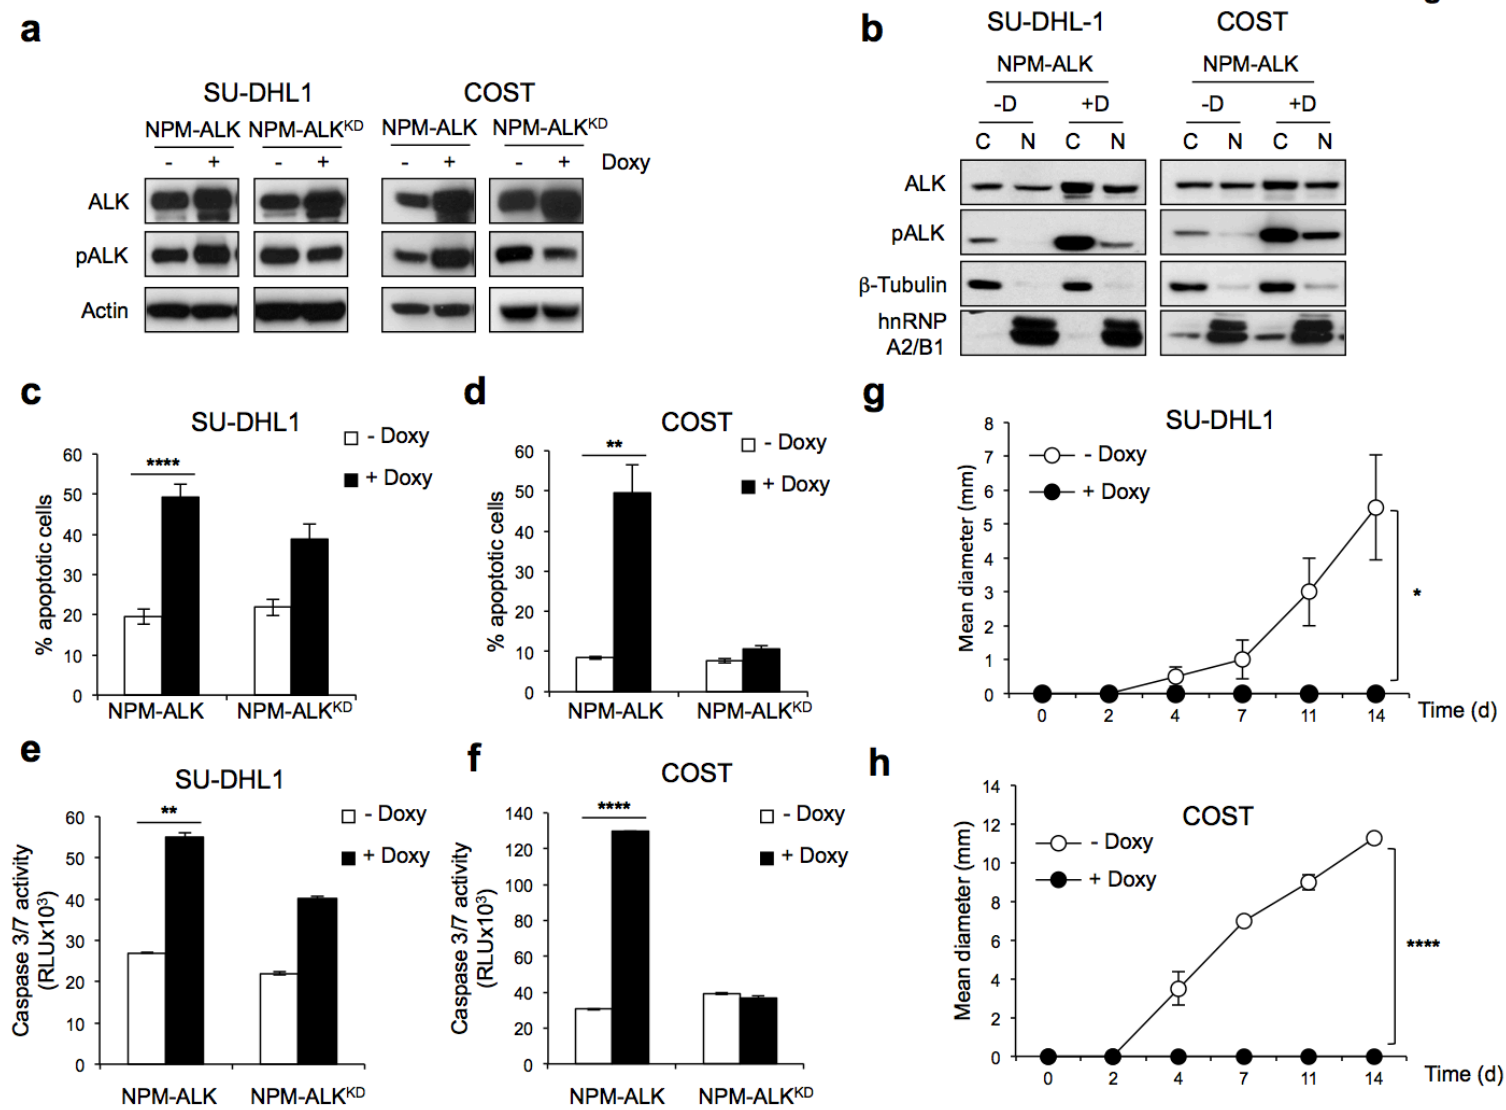 a
SU-DHL1 COST
NPM-ALK NPM-ALKKD NPM-ALK NPM-ALKKD
- + - + - + - + Doxy
ALK
pALK
Actin
b
SU-DHL-1 COST
NPM-ALK NPM-ALK
-D +D -D +D
C N C N C N C N
ALK
pALK
β-Tubulin
hnRNP
A2/B1
c
SU-DHL1
- Doxy
+ Doxy
% apoptotic cells
60
50
40
30
20
10
0
****
NPM-ALK NPM-ALKKD
d
COST
- Doxy
+ Doxy
% apoptotic cells
60
50
40
30
20
10
0
**
NPM-ALK NPM-ALKKD
e
SU-DHL1
- Doxy
+ Doxy
Caspase 3/7 activity
(RLUx103)
60
50
40
30
20
10
0
**
NPM-ALK NPM-ALKKD
f
COST
- Doxy
+ Doxy
Caspase 3/7 activity
(RLUx103)
140
120
100
80
60
40
20
0
****
NPM-ALK NPM-ALKKD
g
SU-DHL1
- Doxy
+ Doxy
Mean diameter (mm)
8
7
6
5
4
3
2
1
0
*
0 2 4 7 11 14 Time (d)
h
COST
- Doxy
+ Doxy
Mean diameter (mm)
14
12
10
8
6
4
2
0
****
0 2 4 7 11 14 Time (d)